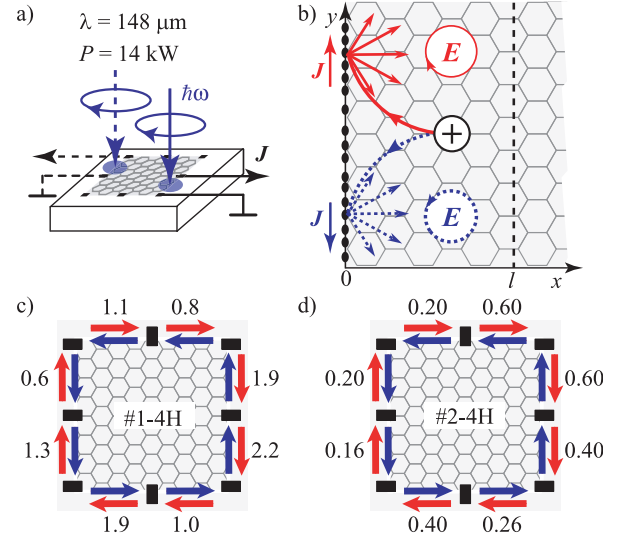 a)
λ = 148 μm
P = 14 kW
ħω
J
b)
y
J
E
+
J
E
0
l
x
c)
1.1
0.8
0.6
1.9
#1-4H
1.3
2.2
1.9
1.0
d)
0.20
0.60
0.20
0.60
#2-4H
0.16
0.40
0.40
0.26